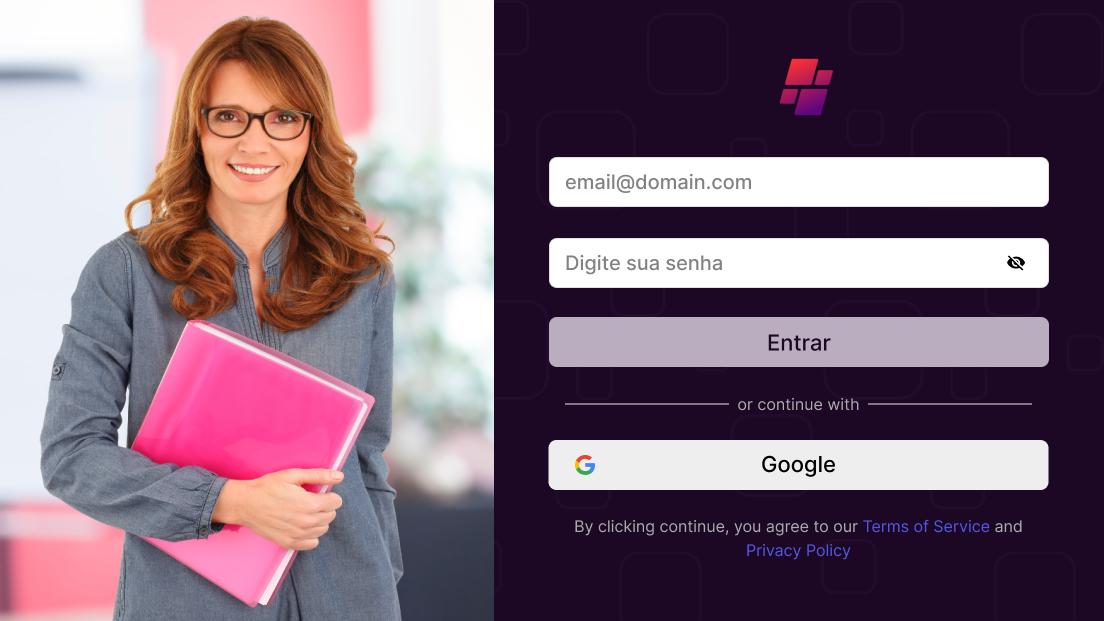 email@domain.com
Digite sua senha
Entrar
or continue with
Google
By clicking continue, you agree to our Terms of Service and
Privacy Policy